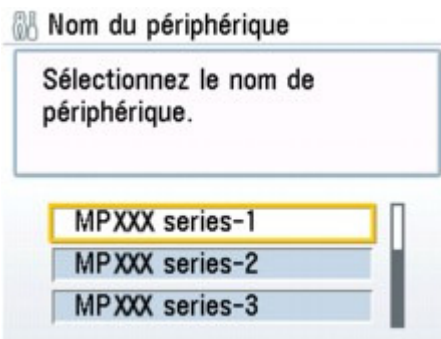 Nom du périphérique
Sélectionnez le nom de
périphérique.
MPXXX series-1
MPXXX series-2
MPXXX series-3